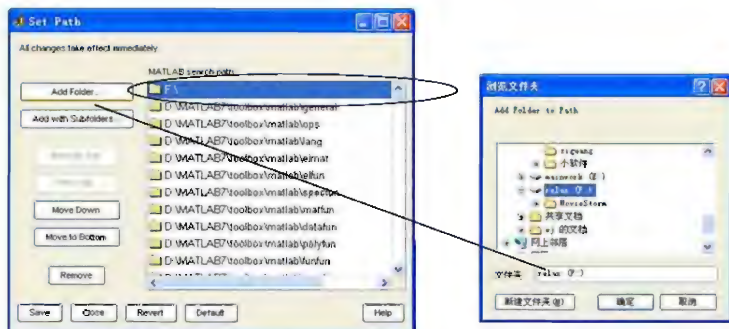 Set Path
All changes take effect immediately.
MATLAB search path:
Add Folder...
Add with Subfolders...
Move Down
Move to Bottom
Remove
F:\
D:\MATLAB7\toolbox\matlab\general
D:\MATLAB7\toolbox\matlab\ops
D:\MATLAB7\toolbox\matlab\lang
D:\MATLAB7\toolbox\matlab\elmat
D:\MATLAB7\toolbox\matlab\elfun
D:\MATLAB7\toolbox\matlab\specfun
D:\MATLAB7\toolbox\matlab\matfun
D:\MATLAB7\toolbox\matlab\datafun
D:\MATLAB7\toolbox\matlab\polyfun
D:\MATLAB7\toolbox\matlab\funfun
Save
Close
Revert
Default
Help
浏览文件夹
Add Folder to Path
小软件
relax (F:)
MovieStorm
共享文档
的文档
网上邻居
文件夹
relax (F:)
新建文件夹(M)
确定
取消